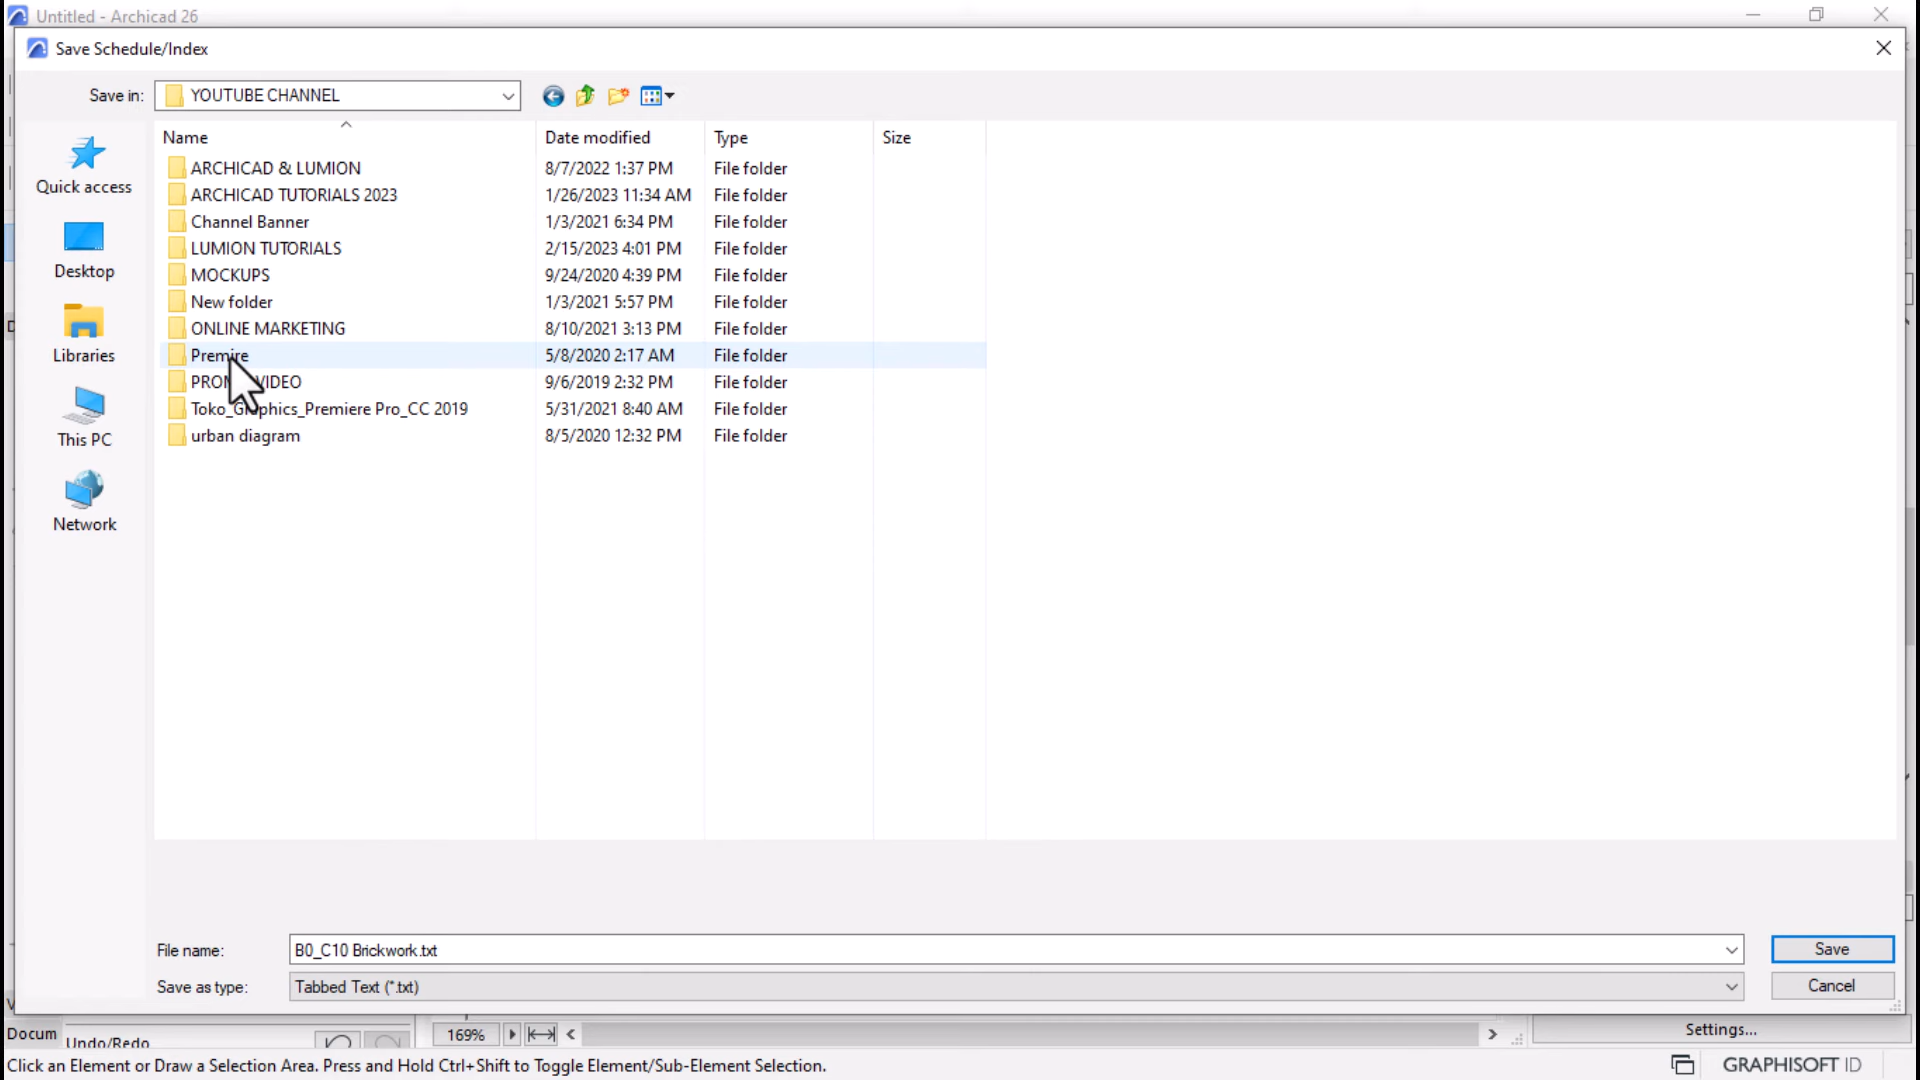 Untitled - Archicad 26
Save Schedule/Index
Save in: YOUTUBE CHANNEL
Name Date modified Type Size
ARCHICAD & LUMION 8/7/2022 1:37 PM File folder
ARCHICAD TUTORIALS 2023 1/26/2023 11:34 AM File folder
Channel Banner 1/3/2021 6:34 PM File folder
LUMION TUTORIALS 2/15/2023 4:01 PM File folder
MOCKUPS 9/24/2020 4:39 PM File folder
New folder 1/3/2021 5:57 PM File folder
ONLINE MARKETING 8/10/2021 3:13 PM File folder
Premire 5/8/2020 2:17 AM File folder
VIDEO 9/6/2019 2:32 PM File folder
Toko_Graphics_Premiere Pro_CC 2019 5/31/2021 8:40 AM File folder
urban diagram 8/5/2020 12:32 PM File folder
Quick access
Desktop
Libraries
This PC
Network
File name: B0_C10 Brickwork.txt
Save
Save as type: Tabbed Text (*.txt)
Cancel
Docum
Undo/Redo
169%
Settings...
Click an Element or Draw a Selection Area. Press and Hold Ctrl+Shift to Toggle Element/Sub-Element Selection.
GRAPHISOFT ID